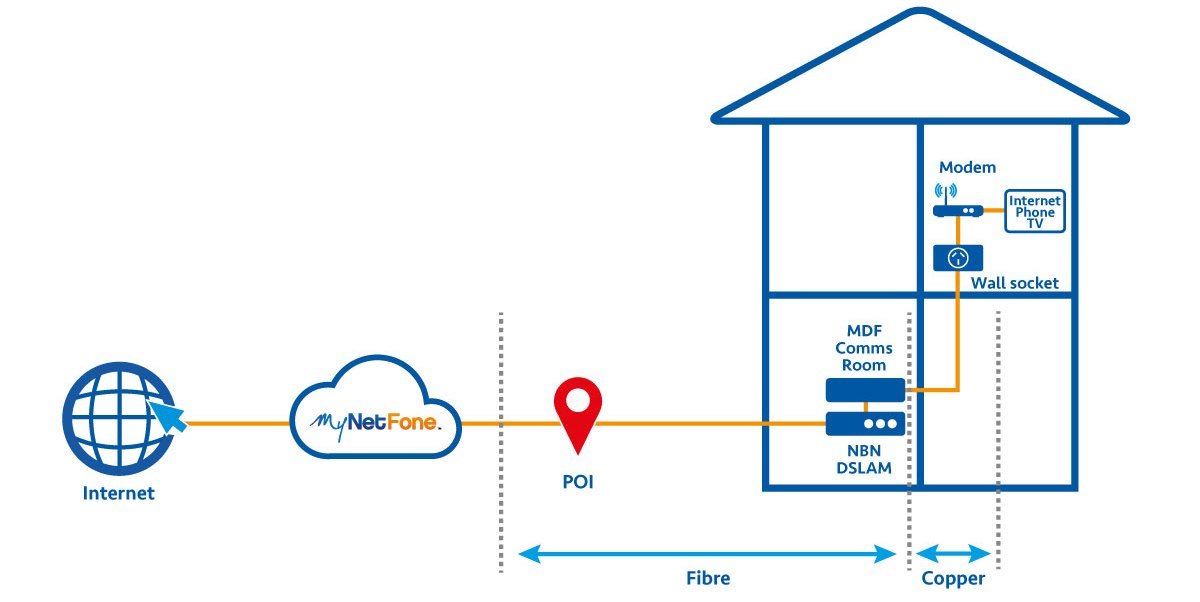 Modem
Internet
Phone
TV
Wall socket
MDF
Comms
Room
MyNetFone.
NBN
DSLAM
POI
Internet
Fibre
Copper